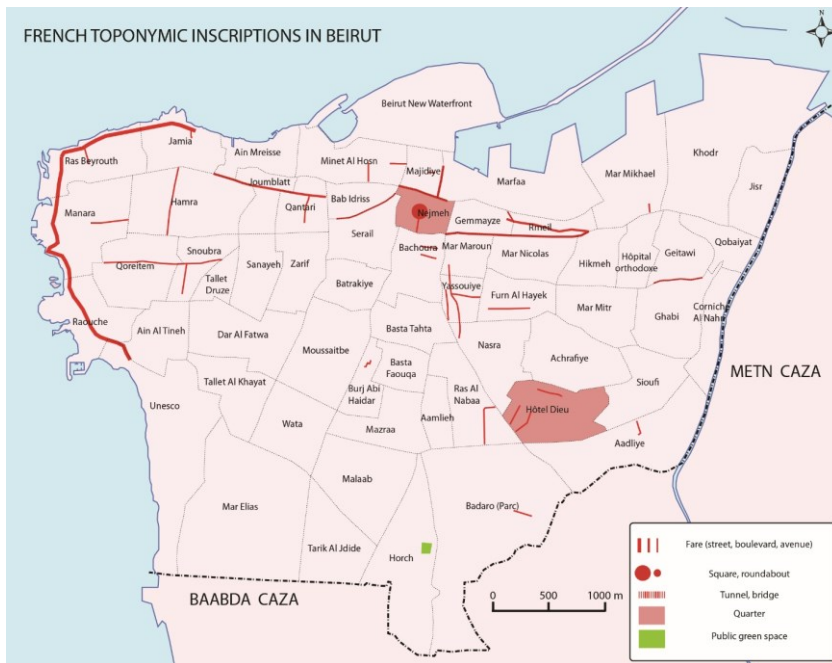 FRENCH TOPONYMIC INSCRIPTIONS IN BEIRUT
N
Beirut New Waterfront
Jamia
Ras Beyrouth
Ain Mreisse
Minet Al Hosn
Majidiye
Marfaa
Mar Mikhael
Khodr
Jisr
Joumblatt
Manara
Hamra
Qantari
Bab Idriss
Nejmeh
Gemmayze
Rmeil
Serail
Bachoura
Mar Maroun
Mar Nicolas
Hikmeh
Hôpital
orthodoxe
Geitawi
Qobaiyat
Snoubra
Qoreitem
Tallet
Druze
Sanayeh
Zarif
Batrakiye
Yassouiye
Furn Al Hayek
Mar Mitr
Ghabi
Corniche
Al Nahr
Raouche
Ain Al Tineh
Dar Al Fatwa
Moussaitbe
Basta Tahta
Nasra
Achrafiye
Basta
Faouqa
Tallet Al Khayat
Burj Abi
Haidar
Ras Al
Nabaa
Sioufi
METN CAZA
Unesco
Wata
Mazraa
Aamlieh
Hôtel Dieu
Aadliye
Malaab
Mar Elias
Badaro (Parc)
Tarik Al Jdide
Horch
BAABDA CAZA
0 500 1000 m
Fare (street, boulevard, avenue)
Square, roundabout
Tunnel, bridge
Quarter
Public green space